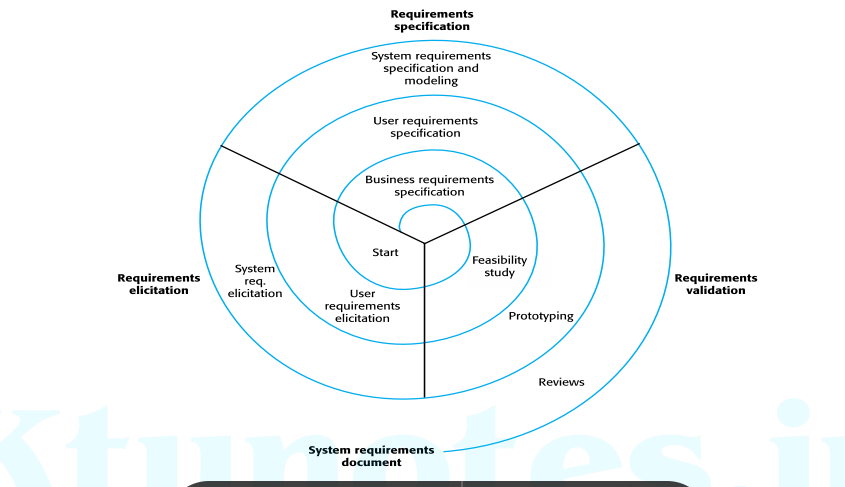 Requirements
specification
System requirements
specification and
modeling
User requirements
specification
Business requirements
specification
Start
Feasibility
study
System
req.
elicitation
User
requirements
elicitation
Requirements
elicitation
Requirements
validation
Prototyping
Reviews
System requirements
document
Ktunotes.in